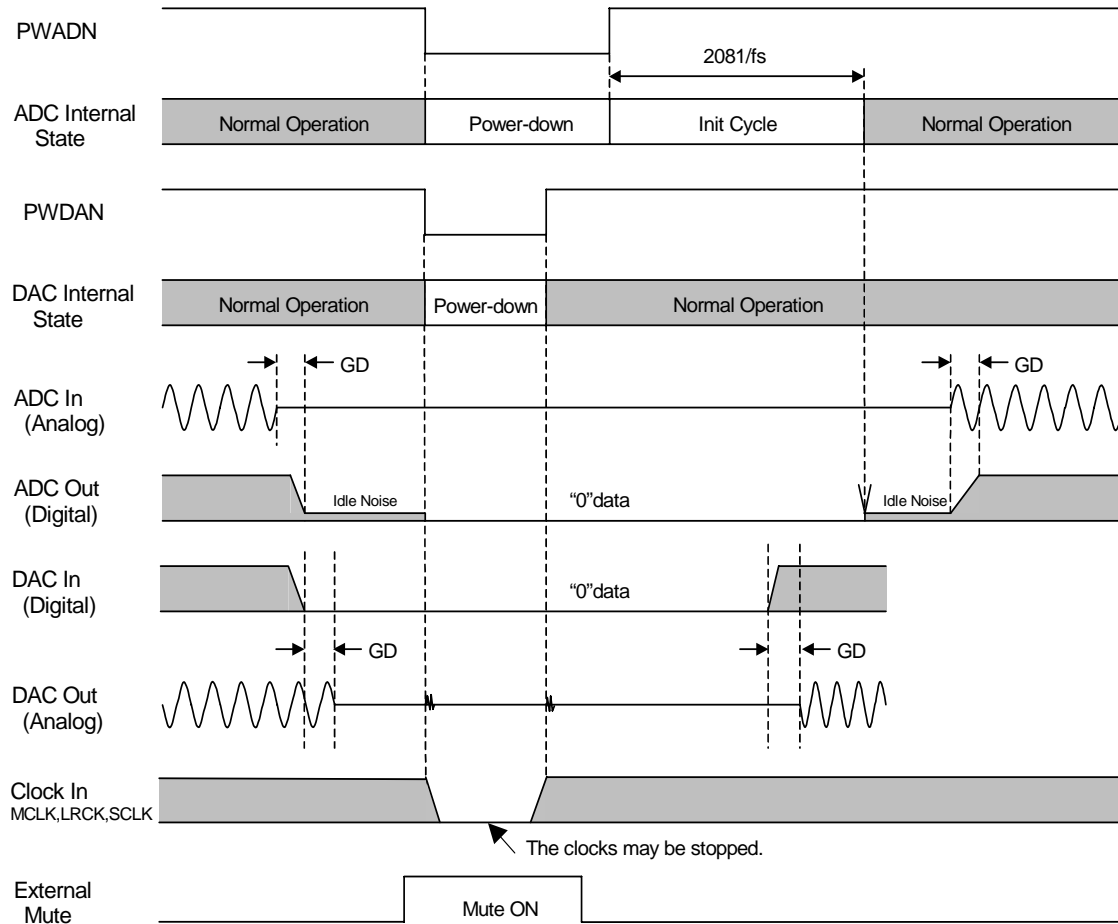 PWADN
2081/fs
ADC Internal
State
Normal Operation
Power-down
Init Cycle
Normal Operation
PWDAN
DAC Internal
State
Normal Operation
Power-down
Normal Operation
GD
GD
ADC In
(Analog)
ADC Out
(Digital)
Idle Noise
“0”data
Idle Noise
DAC In
(Digital)
“0”data
GD
GD
DAC Out
(Analog)
Clock In
MCLK,LRCK,SCLK
The clocks may be stopped.
External
Mute
Mute ON